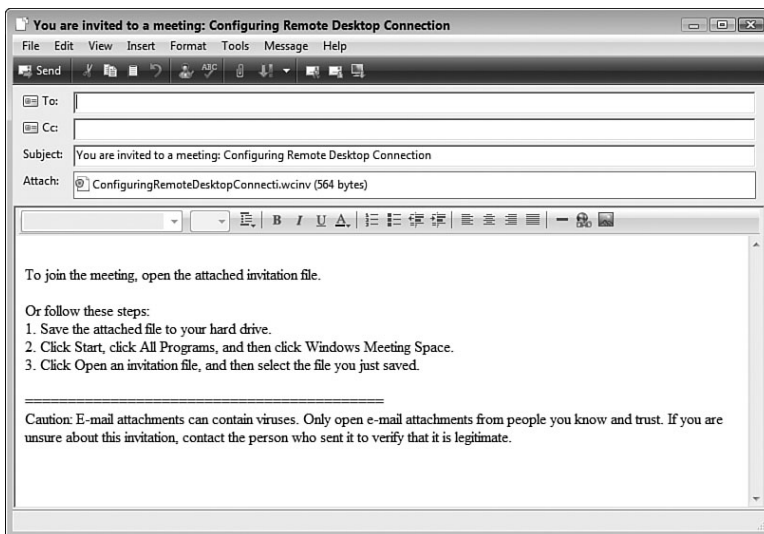 You are invited to a meeting: Configuring Remote Desktop Connection
File Edit View Insert Format Tools Message Help
Send ABC
To:
Cc:
Subject: You are invited to a meeting: Configuring Remote Desktop Connection
Attach: ConfiguringRemoteDesktopConnecti.wcinv (564 bytes)
B I U A
To join the meeting, open the attached invitation file.
Or follow these steps:
1. Save the attached file to your hard drive.
2. Click Start, click All Programs, and then click Windows Meeting Space.
3. Click Open an invitation file, and then select the file you just saved.
Caution: E-mail attachments can contain viruses. Only open e-mail attachments from people you know and trust. If you are
unsure about this invitation, contact the person who sent it to verify that it is legitimate.